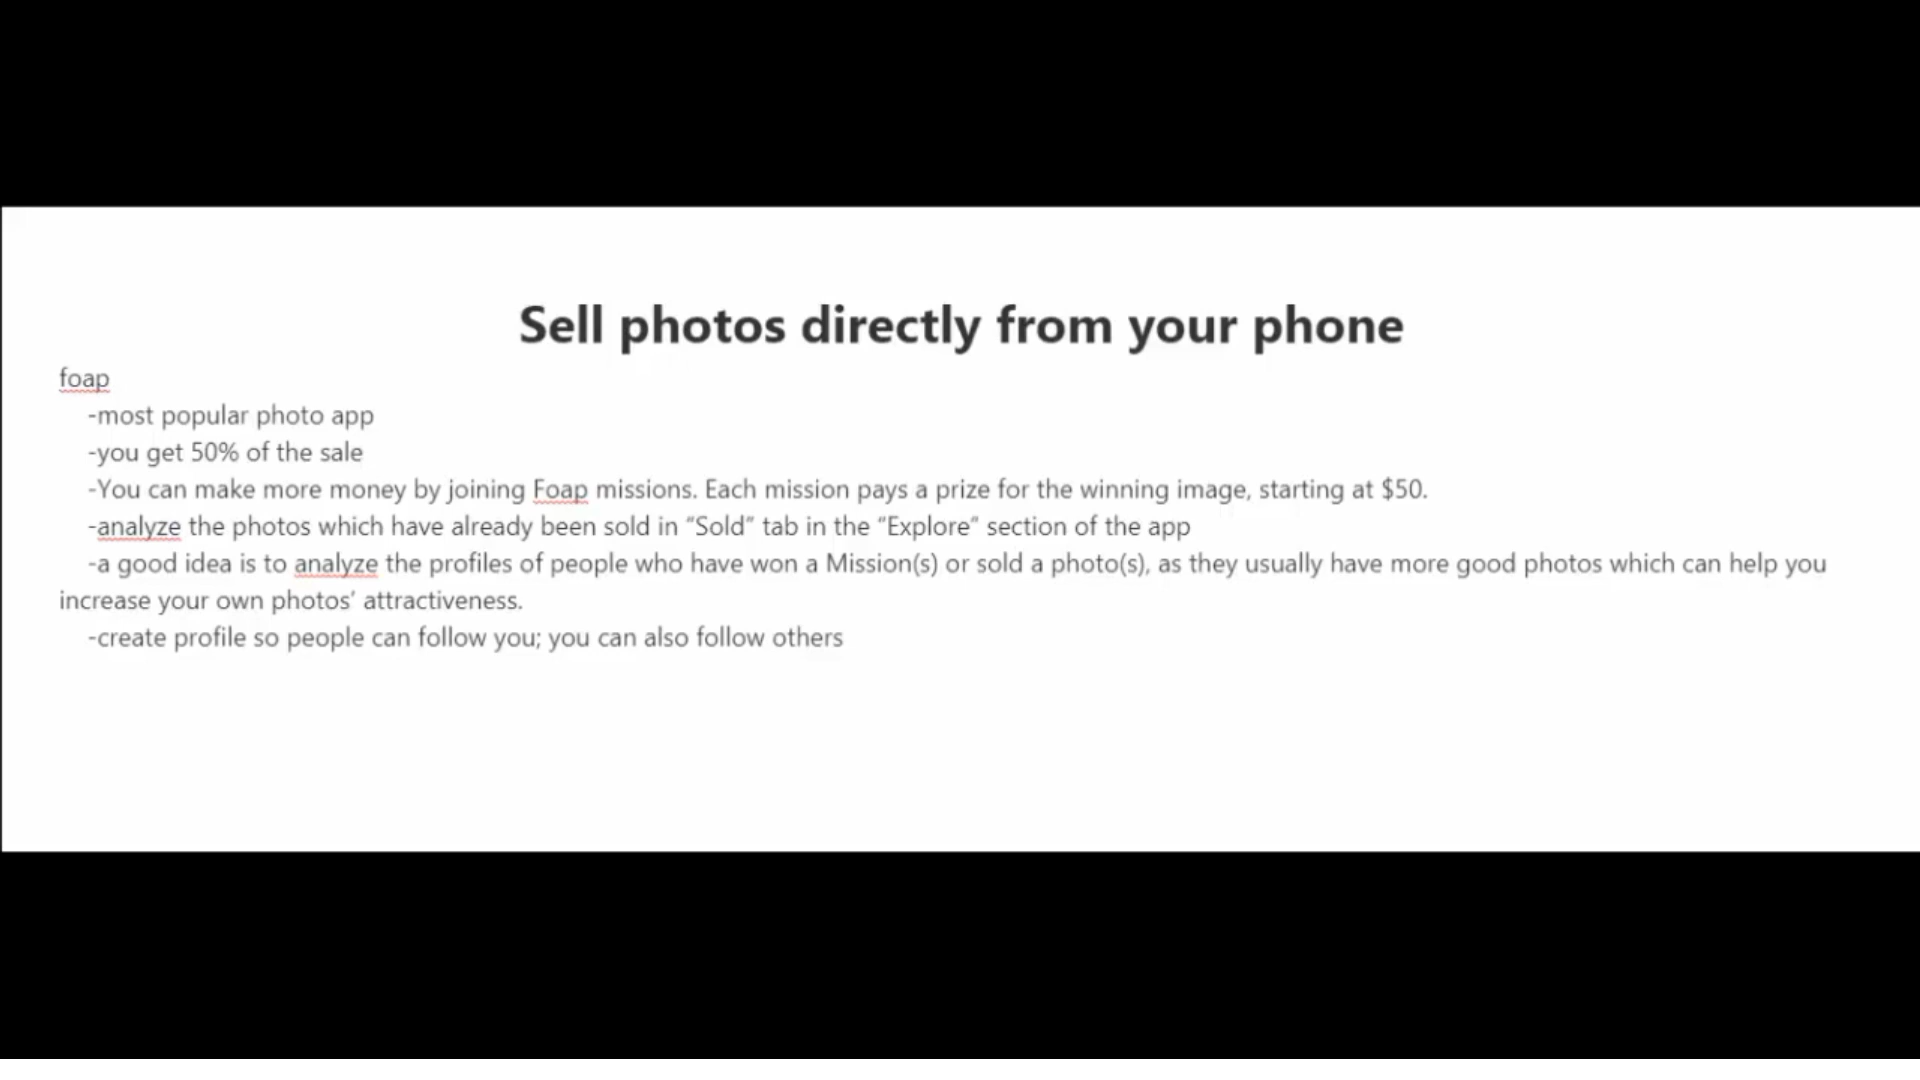 Sell photos directly from your phone
foap
-most popular photo app
-you get 50% of the sale
-You can make more money by joining Foap missions. Each mission pays a prize for the winning image, starting at $50.
-analyze the photos which have already been sold in “Sold” tab in the “Explore” section of the app
-a good idea is to analyze the profiles of people who have won a Mission(s) or sold a photo(s), as they usually have more good photos which can help you
increase your own photos’ attractiveness.
-create profile so people can follow you; you can also follow others